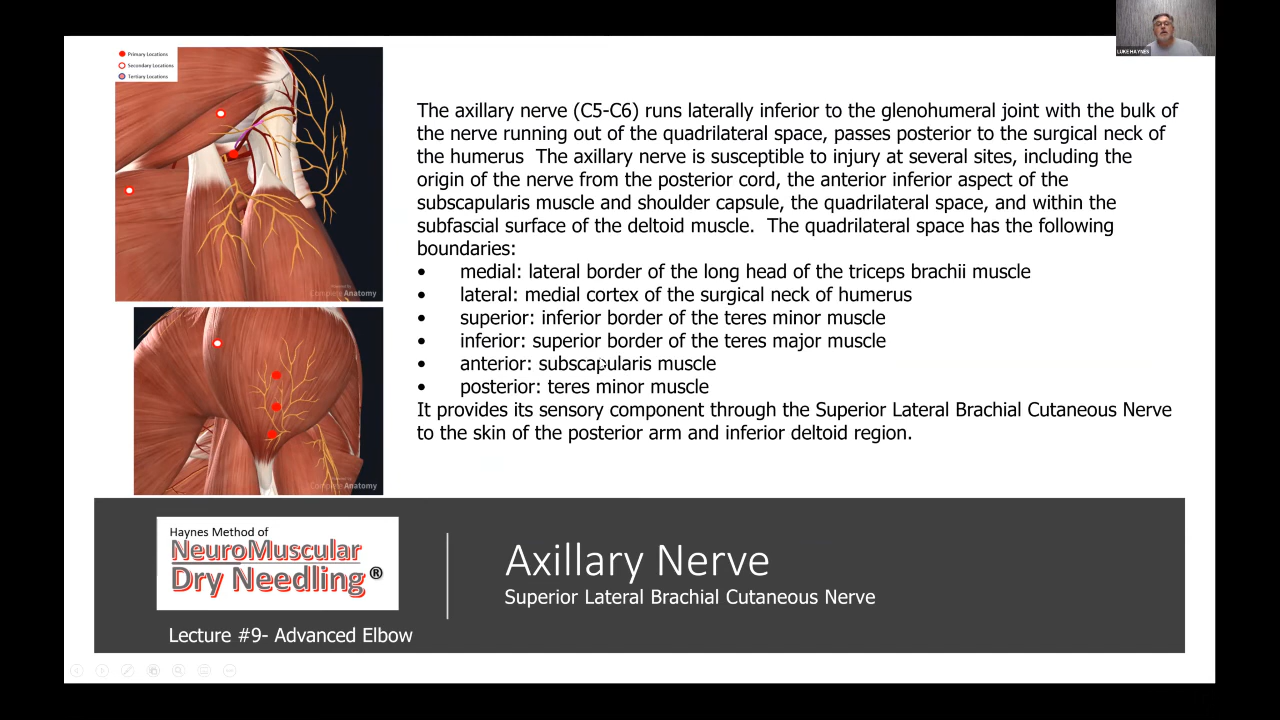 LUKE HAYNES
Primary Locations
Secondary Locations
Tertiary Locations
The axillary nerve (C5-C6) runs laterally inferior to the glenohumeral joint with the bulk of
the nerve running out of the quadrilateral space, passes posterior to the surgical neck of
the humerus  The axillary nerve is susceptible to injury at several sites, including the
origin of the nerve from the posterior cord, the anterior inferior aspect of the
subscapularis muscle and shoulder capsule, the quadrilateral space, and within the
subfascial surface of the deltoid muscle.  The quadrilateral space has the following
boundaries:
• medial: lateral border of the long head of the triceps brachii muscle
• lateral: medial cortex of the surgical neck of humerus
• superior: inferior border of the teres minor muscle
• inferior: superior border of the teres major muscle
• anterior: subscapularis muscle
• posterior: teres minor muscle
It provides its sensory component through the Superior Lateral Brachial Cutaneous Nerve
to the skin of the posterior arm and inferior deltoid region.
Complete Anatomy
Complete Anatomy
Haynes Method of
NeuroMuscular
Dry Needling®
Axillary Nerve
Superior Lateral Brachial Cutaneous Nerve
Lecture #9- Advanced Elbow